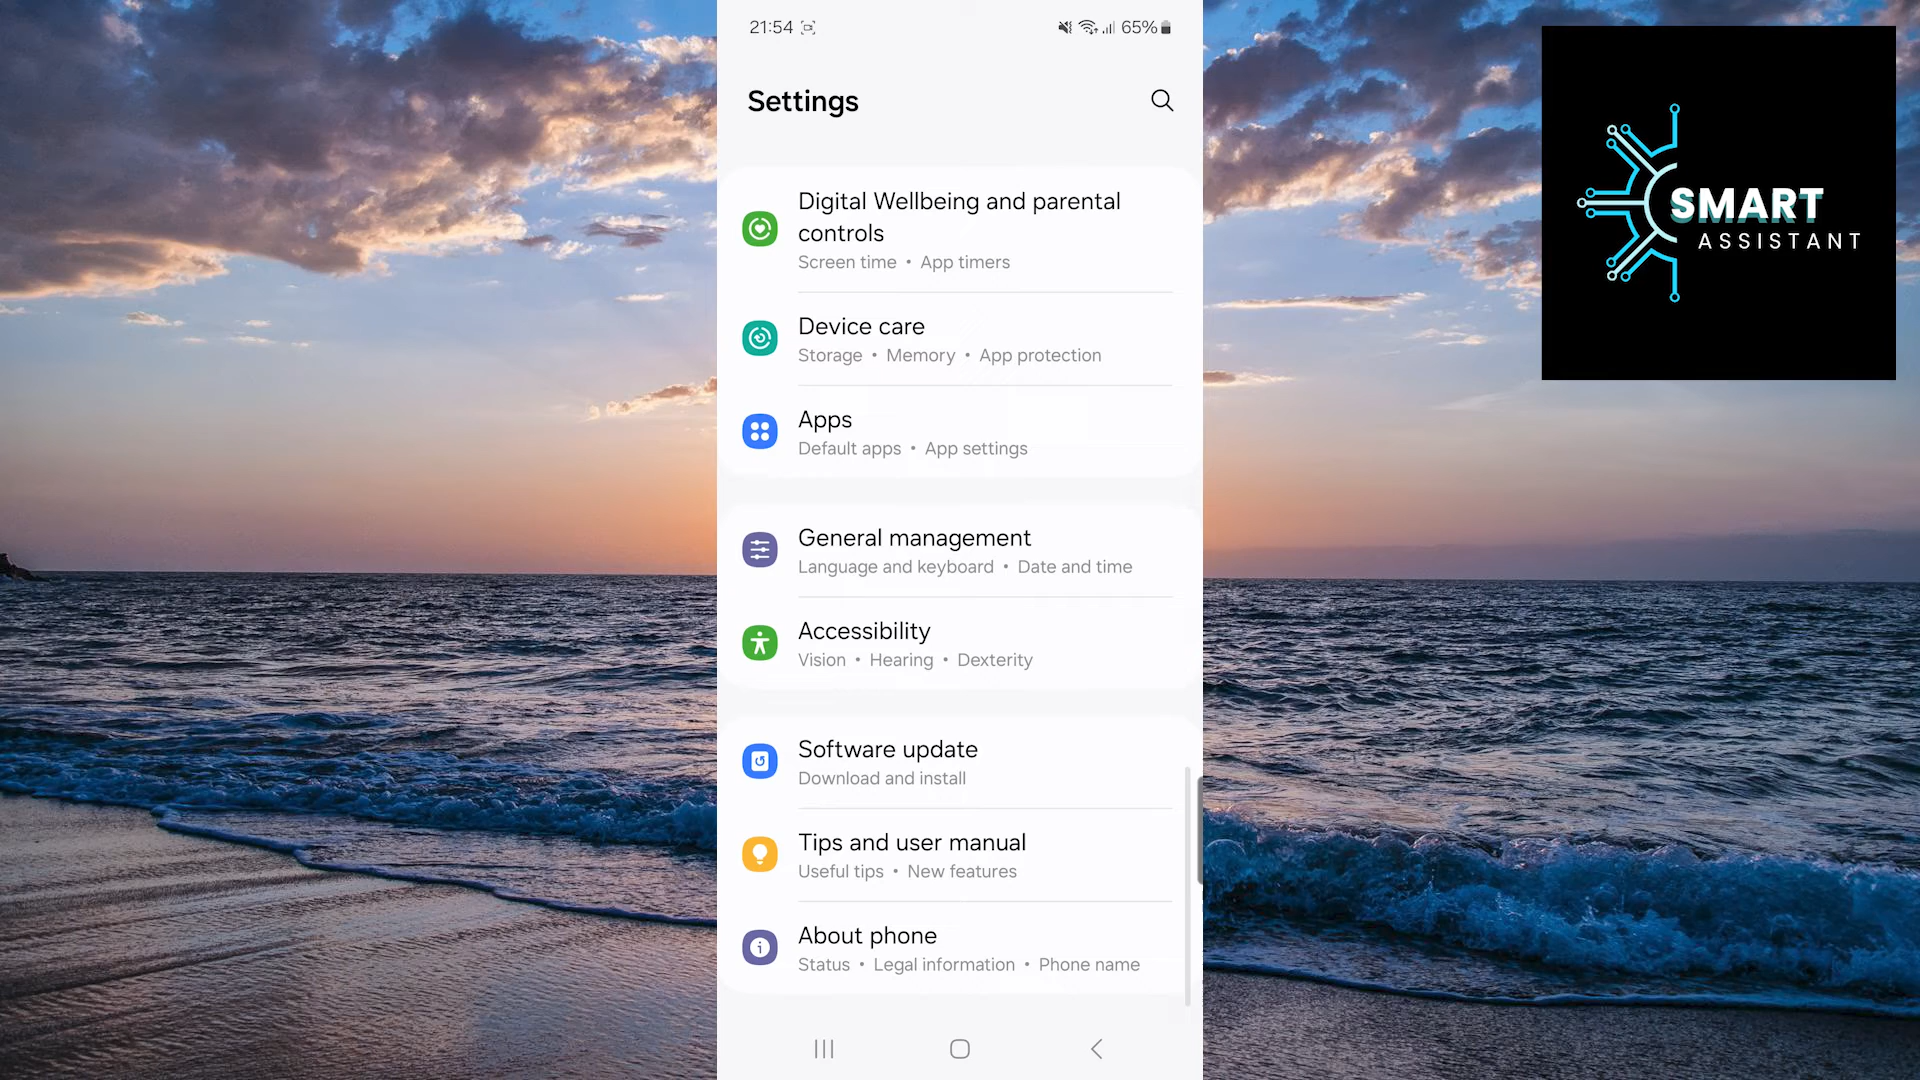 21:54
65%
Settings
Digital Wellbeing and parental
controls
Screen time • App timers
Device care
Storage • Memory • App protection
Apps
Default apps • App settings
General management
Language and keyboard • Date and time
Accessibility
Vision • Hearing • Dexterity
Software update
Download and install
Tips and user manual
Useful tips • New features
About phone
Status • Legal information • Phone name
SMART
ASSISTANT